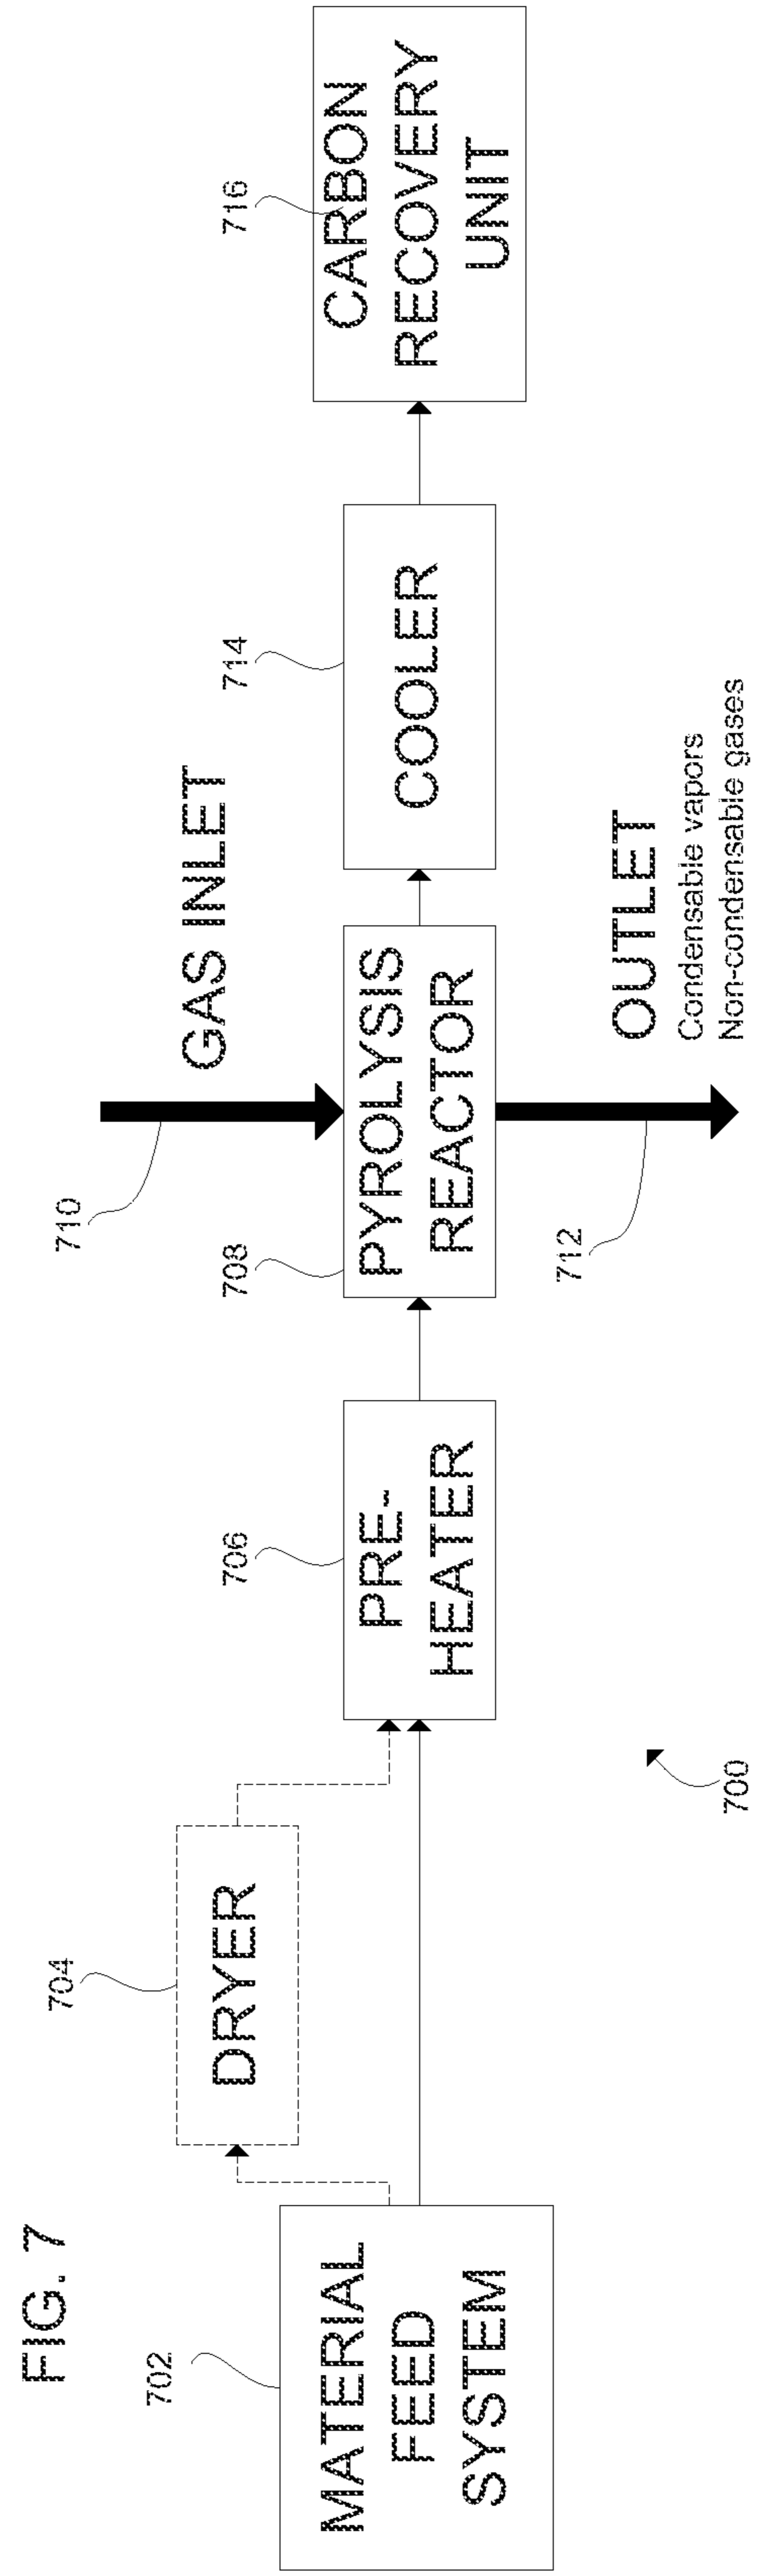 FIG. 7
702
MATERIAL
FEED
SYSTEM
704
DRYER
700
706
PRE-
HEATER
710
GAS INLET
708
PYROLYSIS
REACTOR
712
OUTLET
Condensable vapors
Non-condensable gases
714
COOLER
716
CARBON
RECOVERY
UNIT